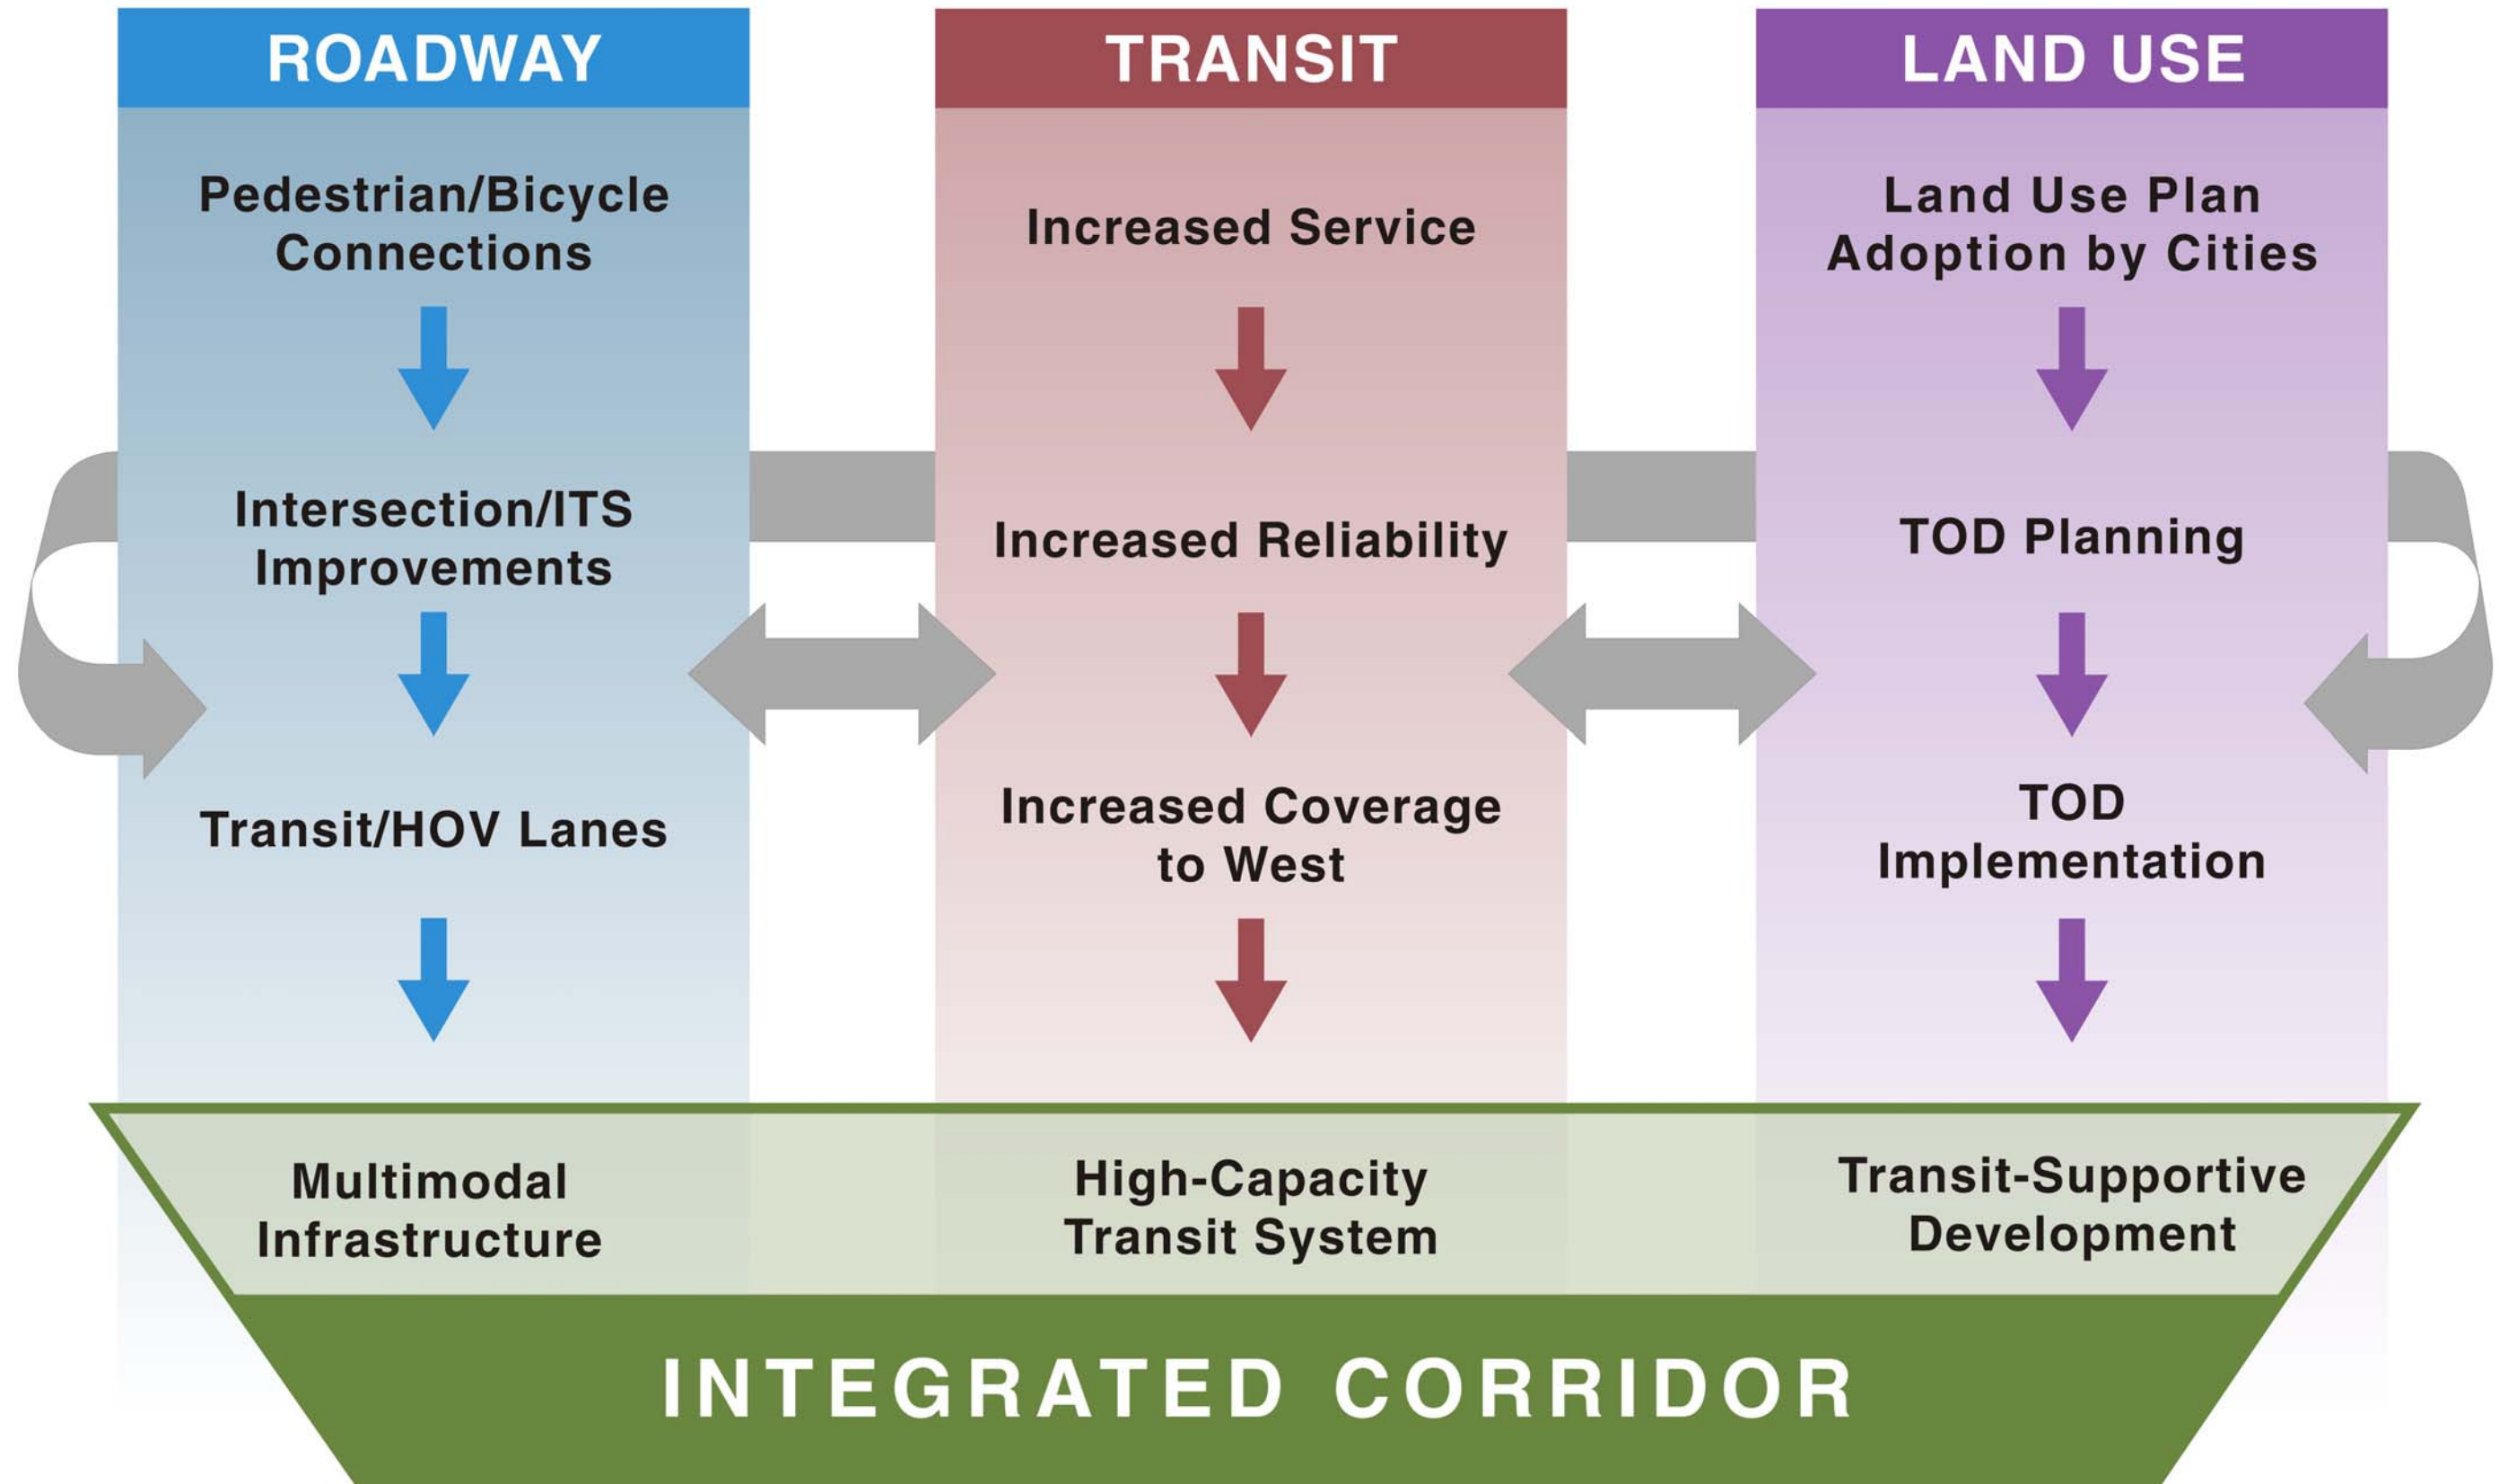 ROADWAY
Pedestrian/Bicycle
Connections
Intersection/ITS
Improvements
Transit/HOV Lanes
Multimodal
Infrastructure
TRANSIT
Increased Service
Increased Reliability
Increased Coverage
to West
High-Capacity
Transit System
LAND USE
Land Use Plan
Adoption by Cities
TOD Planning
TOD
Implementation
Transit-Supportive
Development
INTEGRATED CORRIDOR